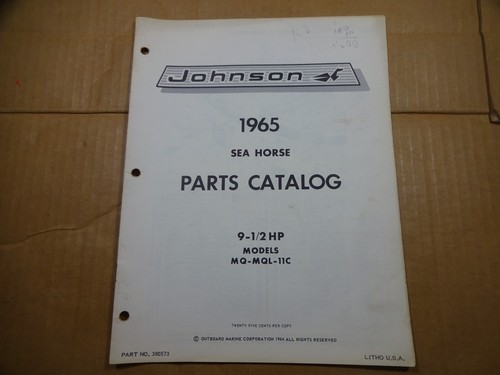 Johnson
1965
SEA HORSE
PARTS CATALOG
9-1/2 HP
MODELS
MQ-MQL-11C
TWENTY FIVE CENTS PER COPY
© OUTBOARD MARINE CORPORATION 1964 ALL RIGHTS RESERVED
PART NO. 380573
LITHO U.S.A.